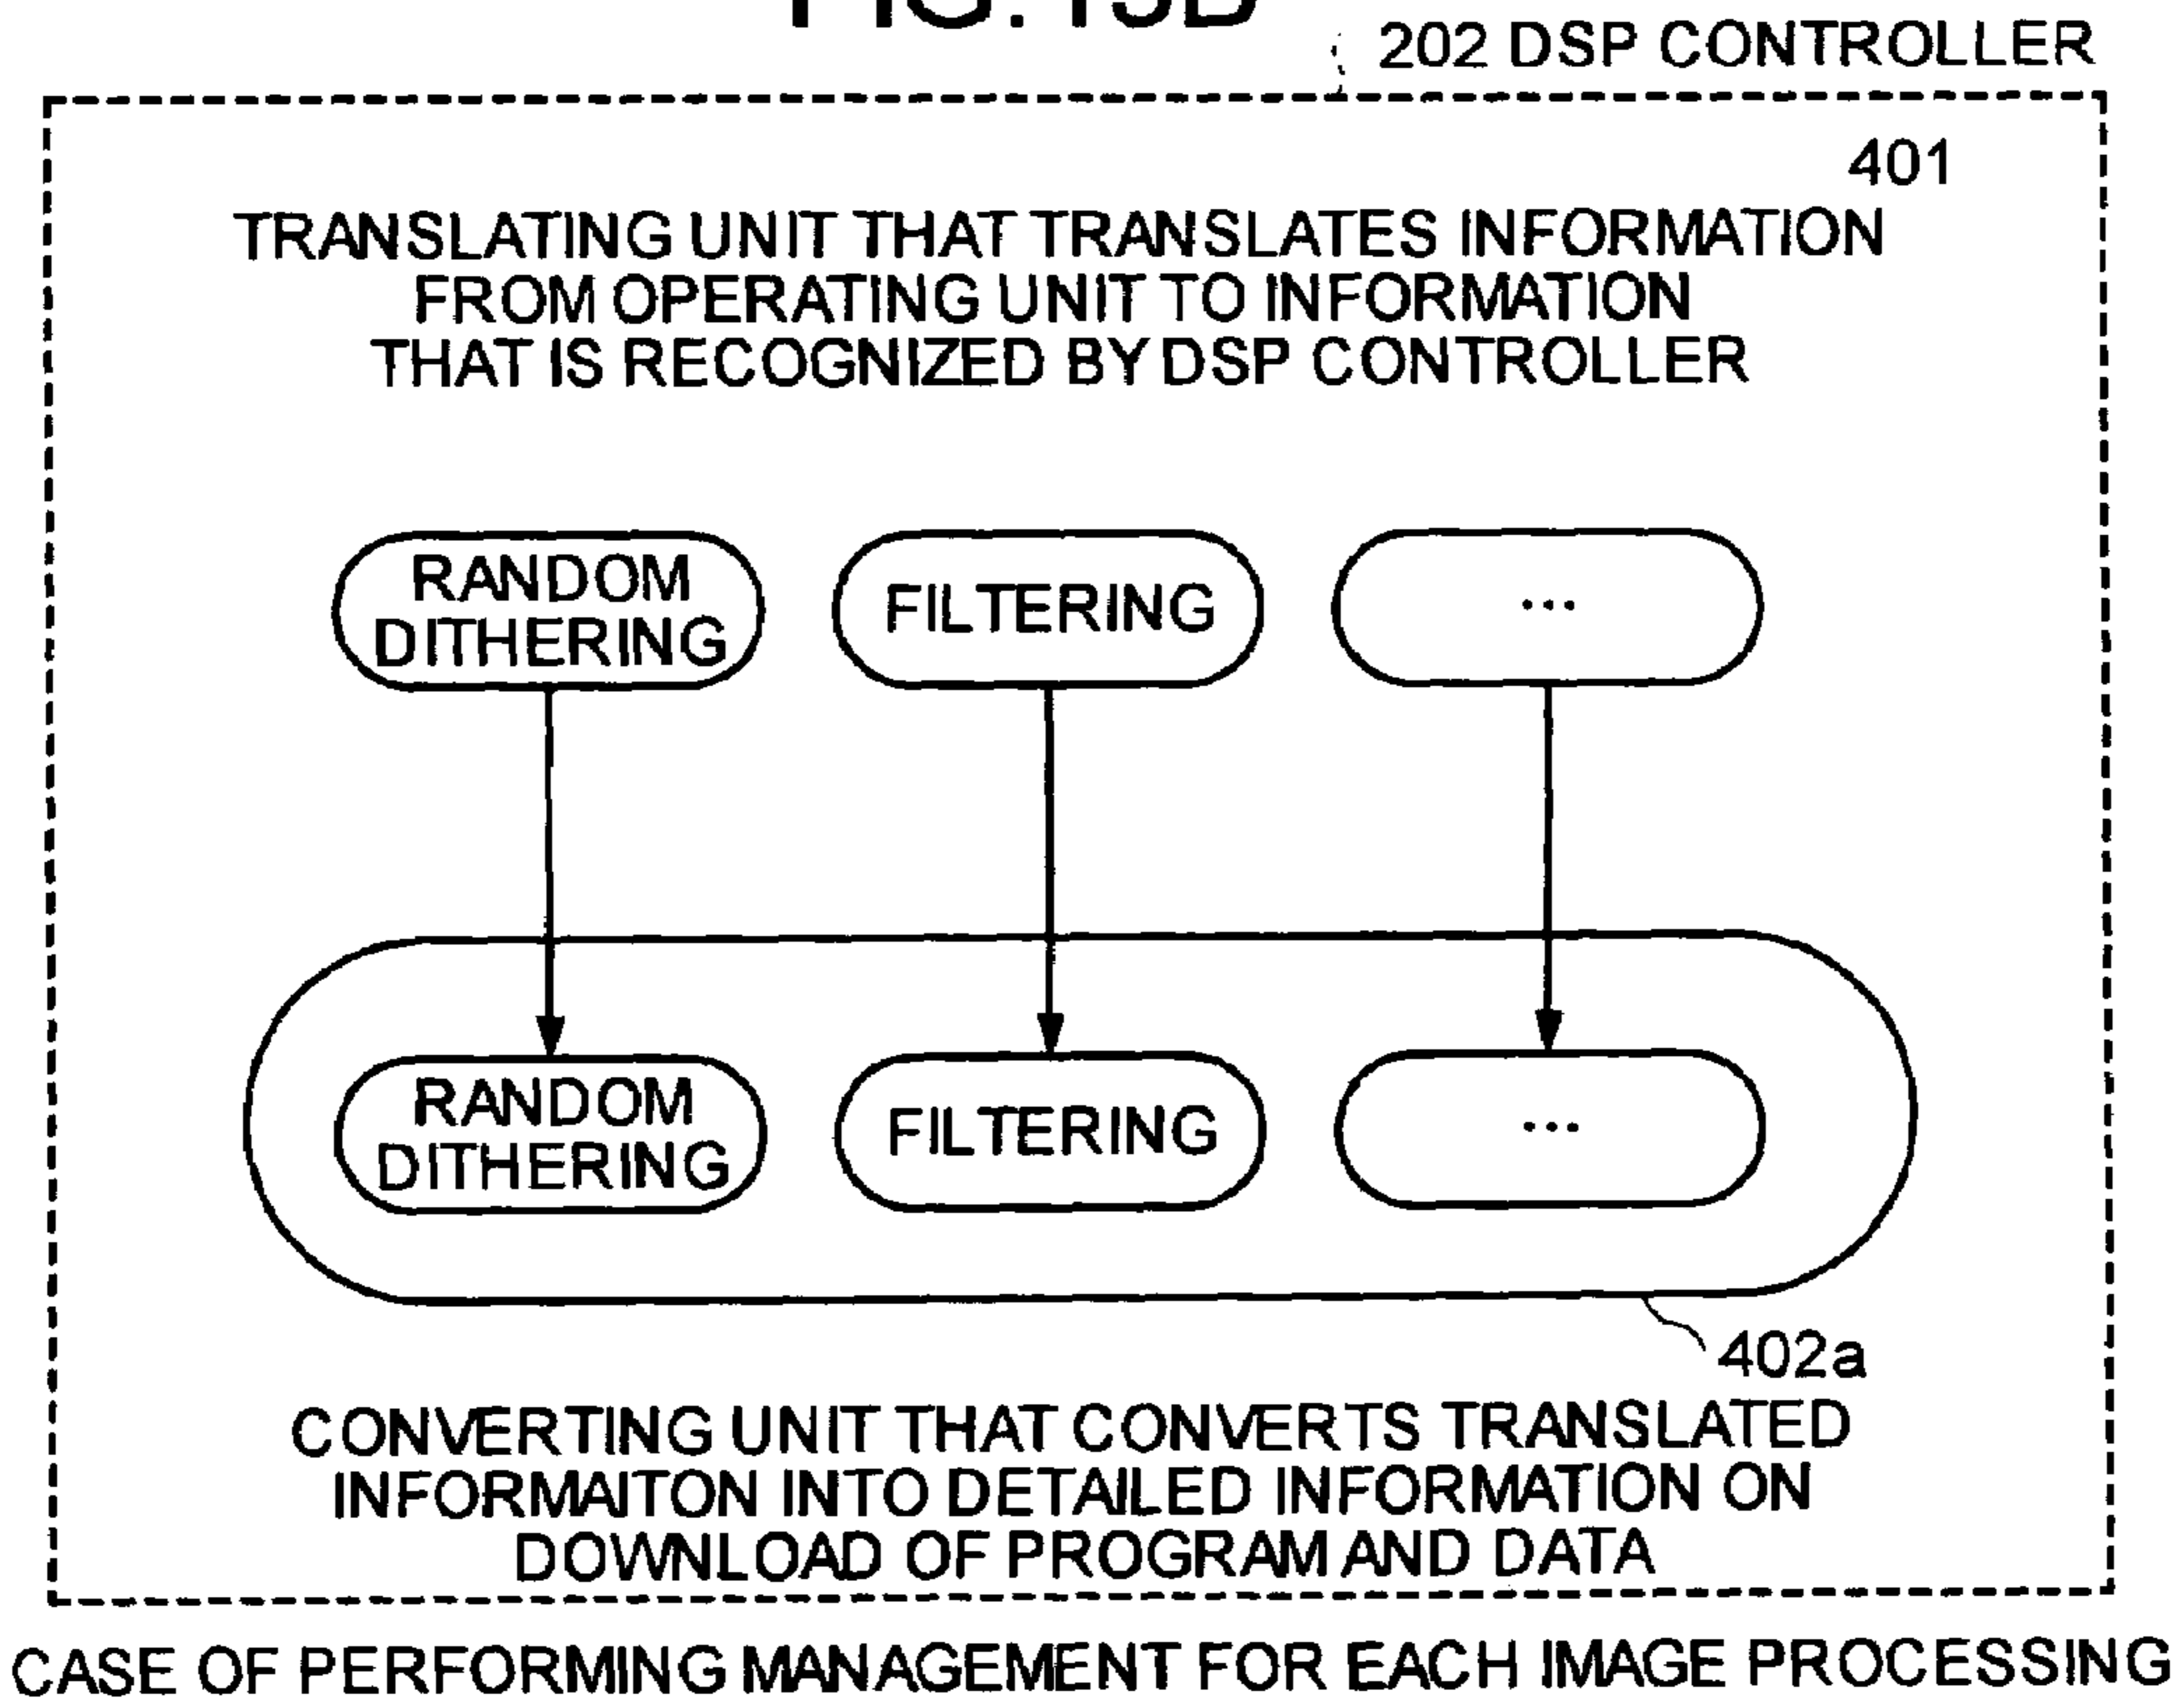 202 DSP CONTROLLER
401
TRANSLATING UNIT THAT TRANSLATES INFORMATION
FROM OPERATING UNIT TO INFORMATION
THAT IS RECOGNIZED BY DSP CONTROLLER
RANDOM
DITHERING
FILTERING
...
RANDOM
DITHERING
FILTERING
...
402a
CONVERTING UNIT THAT CONVERTS TRANSLATED
INFORMAITON INTO DETAILED INFORMATION ON
DOWNLOAD OF PROGRAM AND DATA
CASE OF PERFORMING MANAGEMENT FOR EACH IMAGE PROCESSING